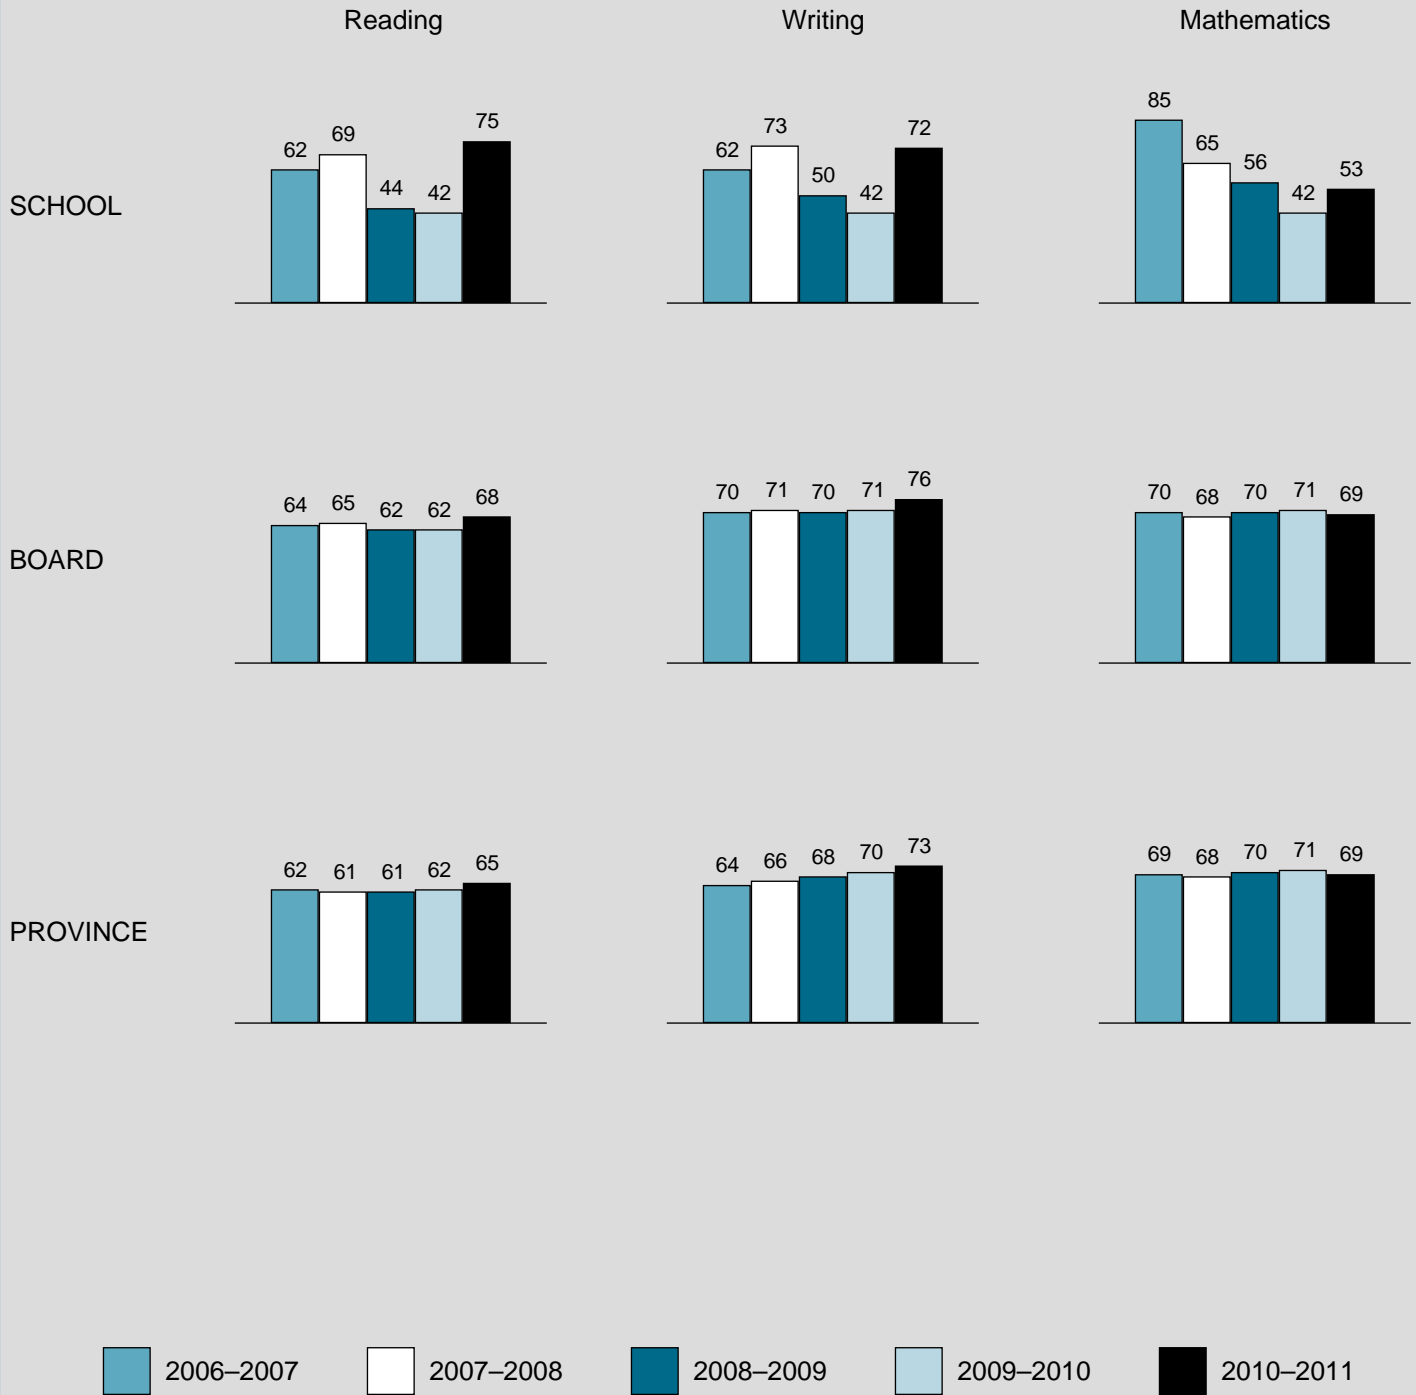 Reading Writing Mathematics
SCHOOL
62 69 44 42 75
62 73 50 42 72
85 65 56 42 53
BOARD
64 65 62 62 68
70 71 70 71 76
70 68 70 71 69
PROVINCE
62 61 61 62 65
64 66 68 70 73
69 68 70 71 69
2006–2007 2007–2008 2008–2009 2009–2010 2010–2011